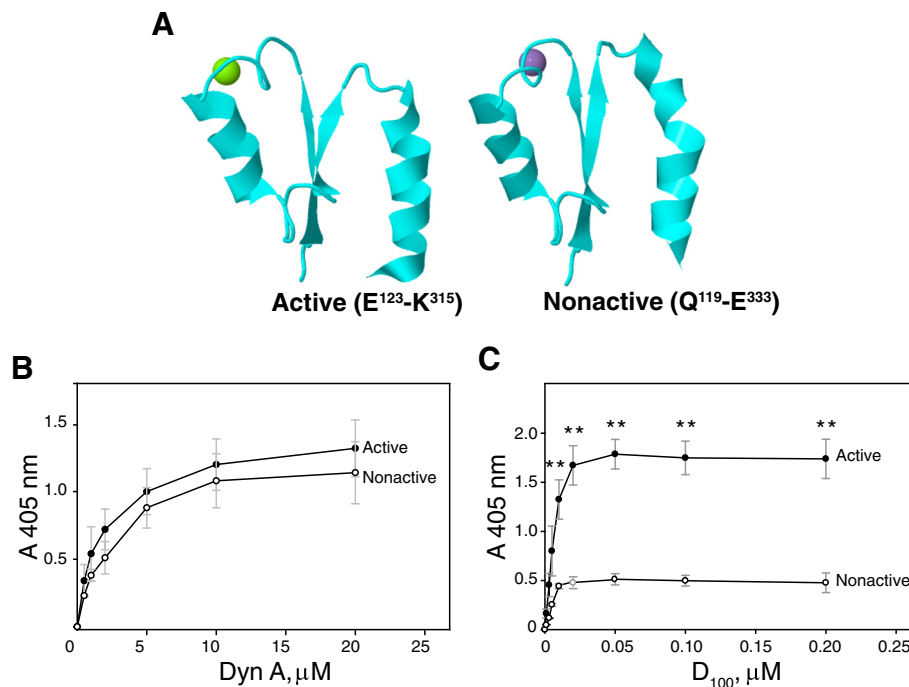 A
Active (E¹²³-K³¹⁵)
Nonactive (Q¹¹⁹-E³³³)
B
A 405 nm
1.5
1.0
0.5
0
5
10
15
20
25
Active
Nonactive
Dyn A, μM
C
A 405 nm
2.0
1.5
1.0
0.5
0
0
0.05
0.10
0.15
0.20
**
**
**
**
**
Active
Nonactive
D₁₀₀, μM